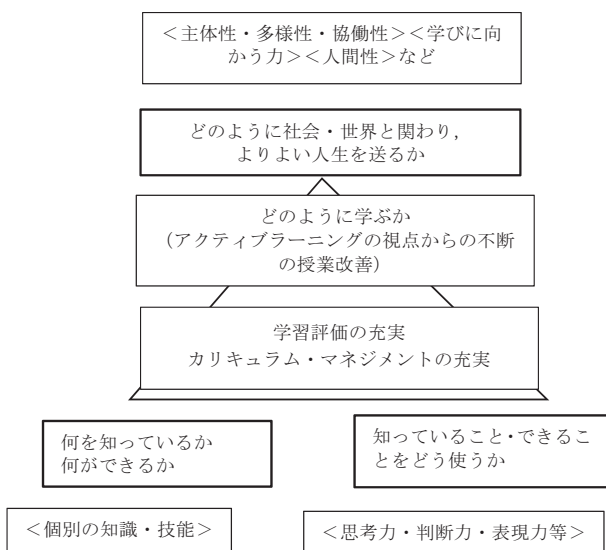 ＜主体性・多様性・協働性＞＜学びに向
かう力＞＜人間性＞など
どのように社会・世界と関わり，
よりよい人生を送るか
どのように学ぶか
（アクティブラーニングの視点からの不断
の授業改善）
学習評価の充実
カリキュラム・マネジメントの充実
何を知っているか
何ができるか
知っていること・できるこ
とをどう使うか
＜個別の知識・技能＞
＜思考力・判断力・表現力等＞